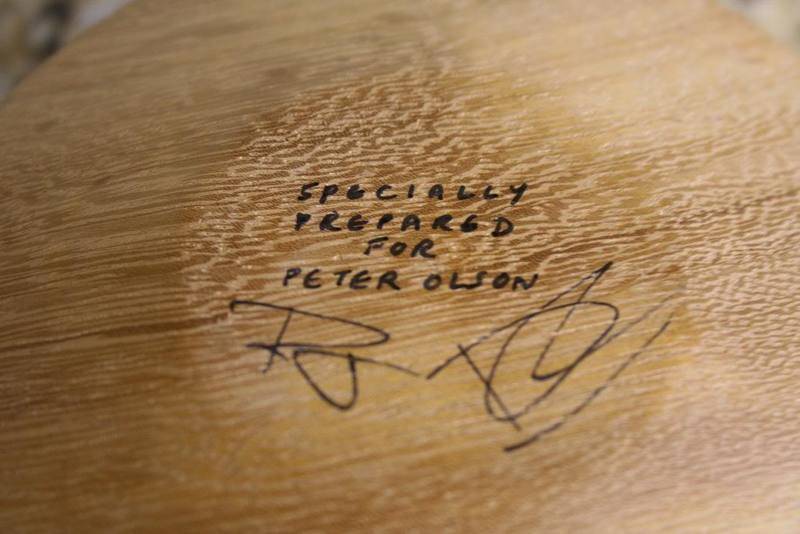 SPECIALLY
PREPARED
FOR
PETER OLSON